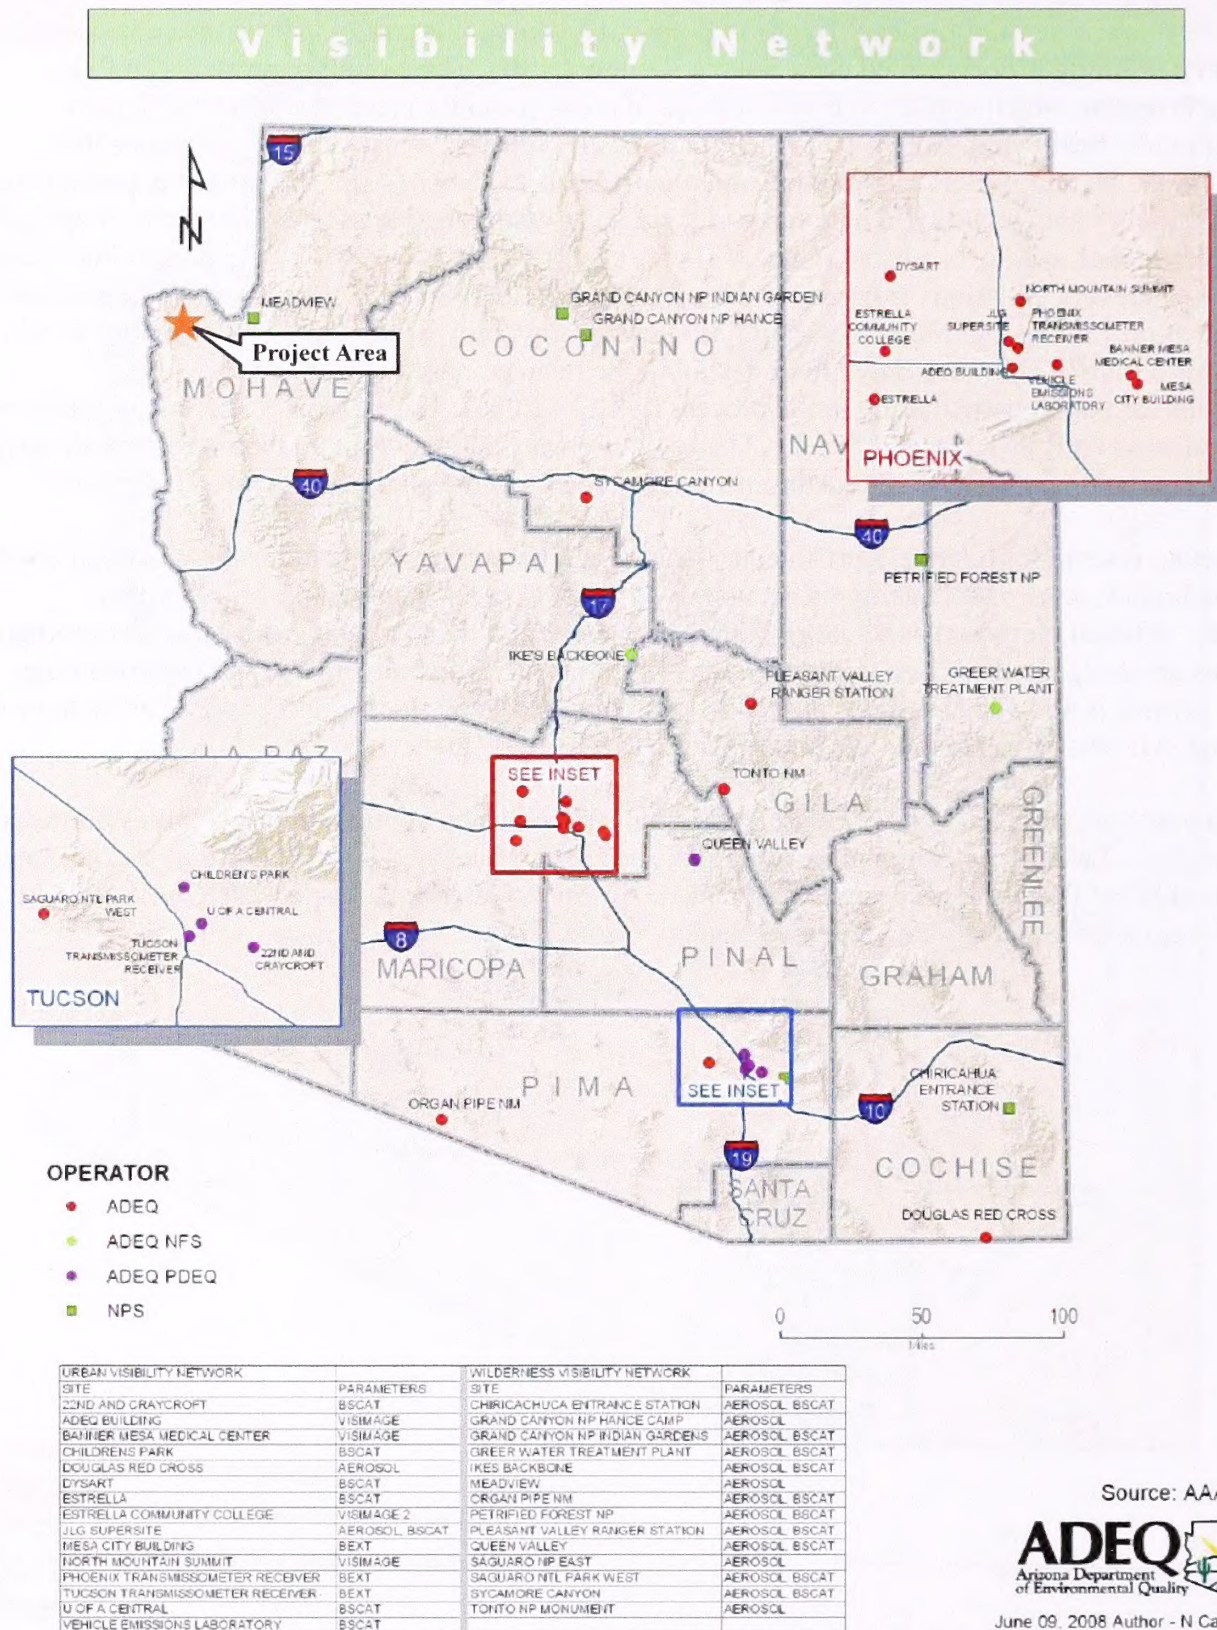 Visibility Network
15
N
MEADVIEW
Project Area
MOHAVE
GRAND CANYON NP INDIAN GARDEN
GRAND CANYON NP HANCE
COCONINO
NAV
DYSART
NORTH MOUNTAIN SUMMIT
ESTRELLA
COMMUNITY
COLLEGE
JLG
SUPERSITE
PHOENIX
TRANSMISSOMETER
RECEIVER
BANNER MESA
MEDICAL CENTER
ADEQ BUILDING
VEHICLE
EMISSIONS
LABORATORY
MESA
CITY BUILDING
ESTRELLA
PHOENIX
40
SYCAMORE CANYON
40
YAVAPAI
PETRIFIED FOREST NP
17
IKE'S BACKBONE
PLEASANT VALLEY
RANGER STATION
GREER WATER
TREATMENT PLANT
LA PAZ
SEE INSET
TONTO NM
GILA
GREENLEE
QUEEN VALLEY
CHILDREN'S PARK
SAGUARO NTL PARK
WEST
U OF A CENTRAL
TUCSON
TRANSMISSOMETER
RECEIVER
22ND AND
CRAYCROFT
TUCSON
8
MARICOPA
PINAL
GRAHAM
PIMA
SEE INSET
CHIRICAHUA
ENTRANCE
STATION
10
ORGAN PIPE NM
19
SANTA
CRUZ
COCHISE
DOUGLAS RED CROSS
OPERATOR
ADEQ
ADEQ NFS
ADEQ PDEQ
NPS
0 50 100
Miles
URBAN VISIBILITY NETWORK WILDERNESS VISIBILITY NETWORK
SITE PARAMETERS SITE PARAMETERS
22ND AND CRAYCROFT BSCAT CHIRICACHUCA ENTRANCE STATION AEROSOL BSCAT
ADEQ BUILDING VISIMAGE GRAND CANYON NP HANCE CAMP AEROSOL
BANNER MESA MEDICAL CENTER VISIMAGE GRAND CANYON NP INDIAN GARDENS AEROSOL BSCAT
CHILDRENS PARK BSCAT GREER WATER TREATMENT PLANT AEROSOL BSCAT
DOUGLAS RED CROSS AEROSOL IKES BACKBONE AEROSOL BSCAT
DYSART BSCAT MEADVIEW AEROSOL
ESTRELLA BSCAT ORGAN PIPE NM AEROSOL BSCAT
ESTRELLA COMMUNITY COLLEGE VISIMAGE 2 PETRIFIED FOREST NP AEROSOL BSCAT
JLG SUPERSITE AEROSOL, BSCAT PLEASANT VALLEY RANGER STATION AEROSOL BSCAT
MESA CITY BUILDING BEXT QUEEN VALLEY AEROSOL BSCAT
NORTH MOUNTAIN SUMMIT VISIMAGE SAGUARO NP EAST AEROSOL
PHOENIX TRANSMISSOMETER RECEIVER BEXT SAGUARO NTL PARK WEST AEROSOL BSCAT
TUCSON TRANSMISSOMETER RECEIVER BEXT SYCAMORE CANYON AEROSOL BSCAT
U OF A CENTRAL BSCAT TONTO NP MONUMENT AEROSOL
VEHICLE EMISSIONS LABORATORY BSCAT
Source: AAA
ADEQ
Arizona Department
of Environmental Quality
June 09, 2008 Author - N Ca